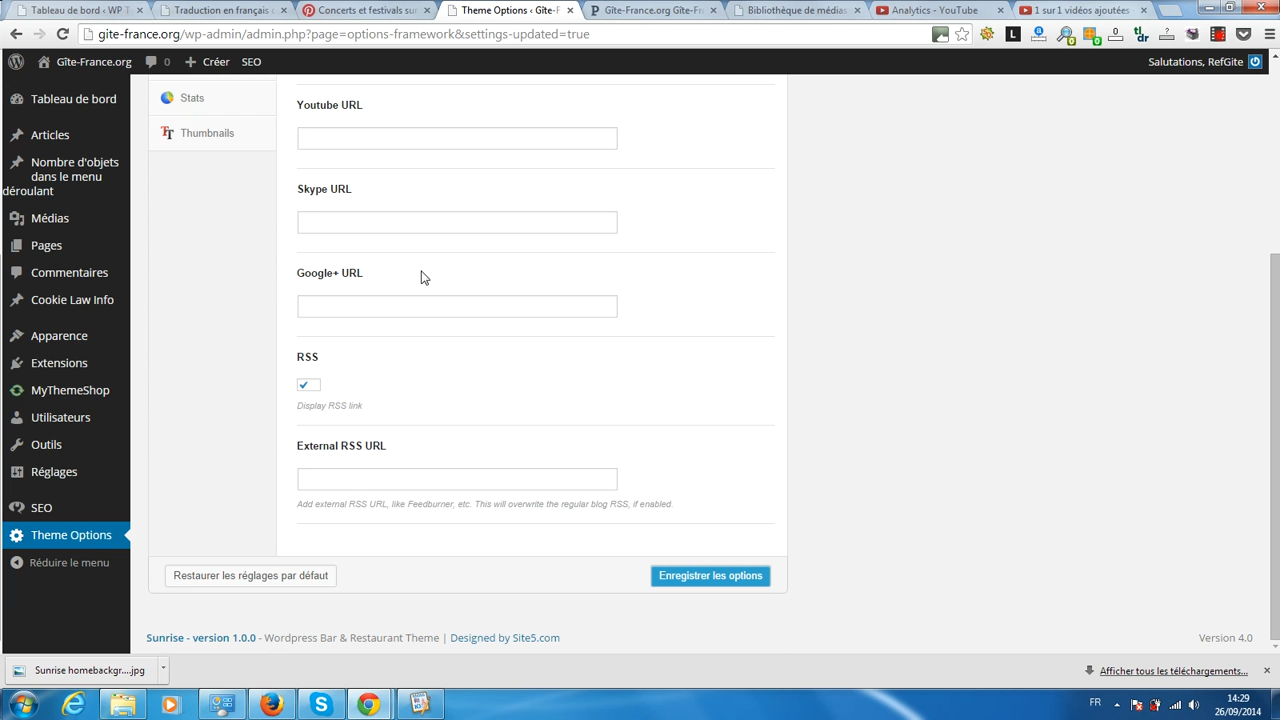 Tableau de bord ‹ WP T
Traduction en français d
Concerts et festivals sur
Theme Options ‹ Gîte-F
Gîte-France.org Gîte-Fra
Bibliothèque de médias
Analytics - YouTube
1 sur 1 vidéos ajoutées
gite-france.org/wp-admin/admin.php?page=options-framework&settings-updated=true
Gîte-France.org
0
Créer
SEO
Salutations, RefGite
Tableau de bord
Articles
Nombre d'objets
dans le menu
déroulant
Médias
Pages
Commentaires
Cookie Law Info
Apparence
Extensions
MyThemeShop
Utilisateurs
Outils
Réglages
SEO
Theme Options
Réduire le menu
Stats
Thumbnails
Youtube URL
Skype URL
Google+ URL
RSS
Display RSS link
External RSS URL
Add external RSS URL, like Feedburner, etc. This will overwrite the regular blog RSS, if enabled.
Restaurer les réglages par défaut
Enregistrer les options
Sunrise - version 1.0.0 - Wordpress Bar & Restaurant Theme | Designed by Site5.com
Version 4.0
Sunrise homebackgr....jpg
Afficher tous les téléchargements...
FR
14:29
26/09/2014